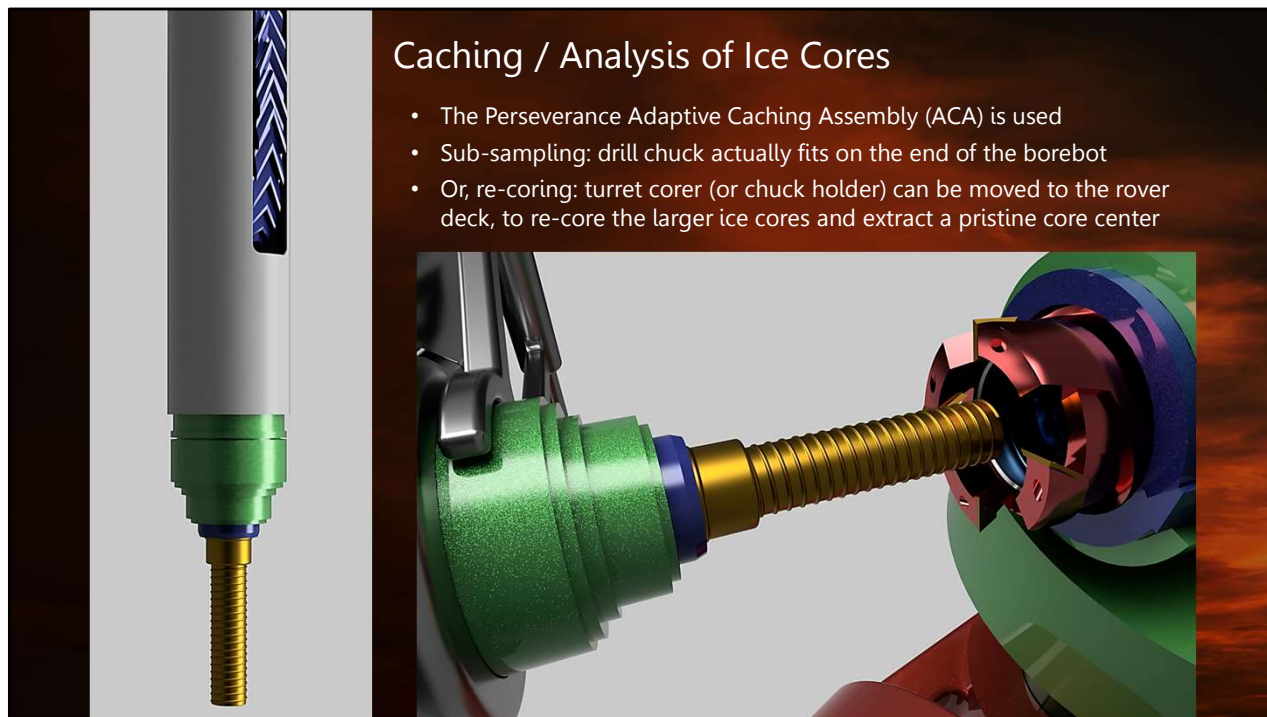 Caching / Analysis of Ice Cores
• The Perseverance Adaptive Caching Assembly (ACA) is used
• Sub-sampling: drill chuck actually fits on the end of the borebot
• Or, re-coring: turret corer (or chuck holder) can be moved to the rover
deck, to re-core the larger ice cores and extract a pristine core center